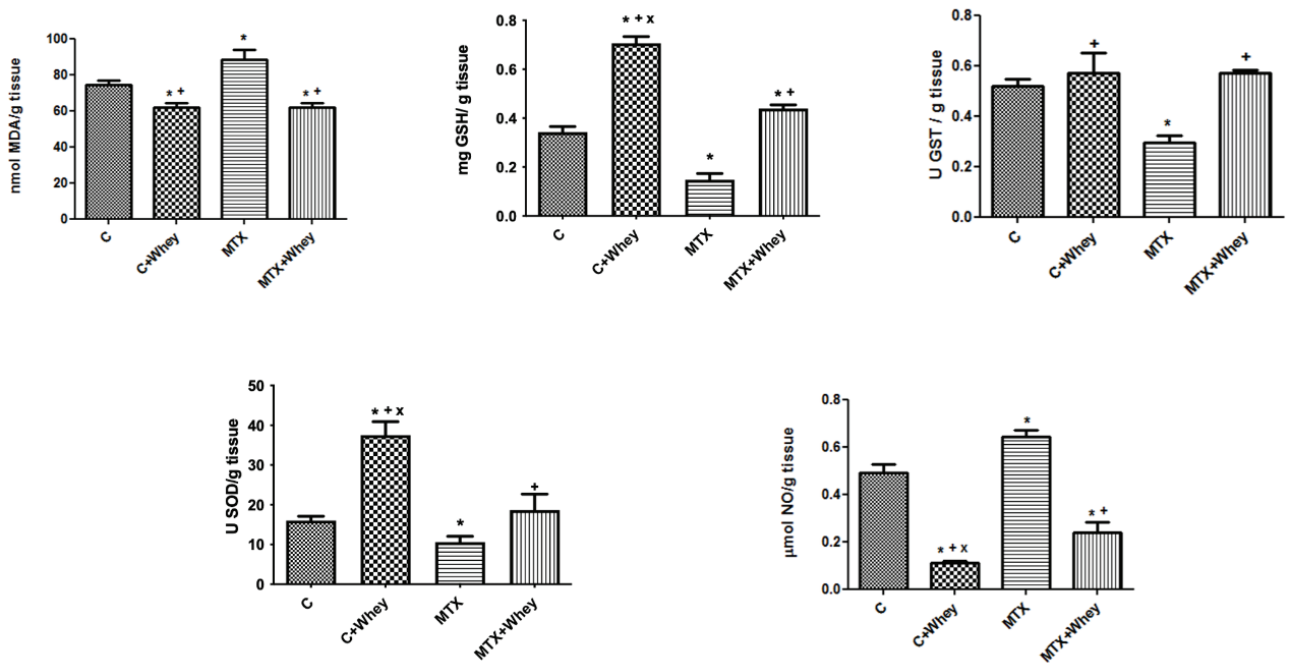 nmol MDA/g tissue
100
80
60
40
20
0
* +
*
* +
C
C+Whey
MTX
MTX+Whey
mg GSH/ g tissue
0.8
0.6
0.4
0.2
0.0
* + x
*
* +
C
C+Whey
MTX
MTX+Whey
U GST / g tissue
0.8
0.6
0.4
0.2
0.0
+
*
+
C
C+Whey
MTX
MTX+Whey
U SOD/g tissue
50
40
30
20
10
0
* + x
*
+
C
C+Whey
MTX
MTX+Whey
µmol NO/g tissue
0.8
0.6
0.4
0.2
0.0
* + x
*
* +
C
C+Whey
MTX
MTX+Whey